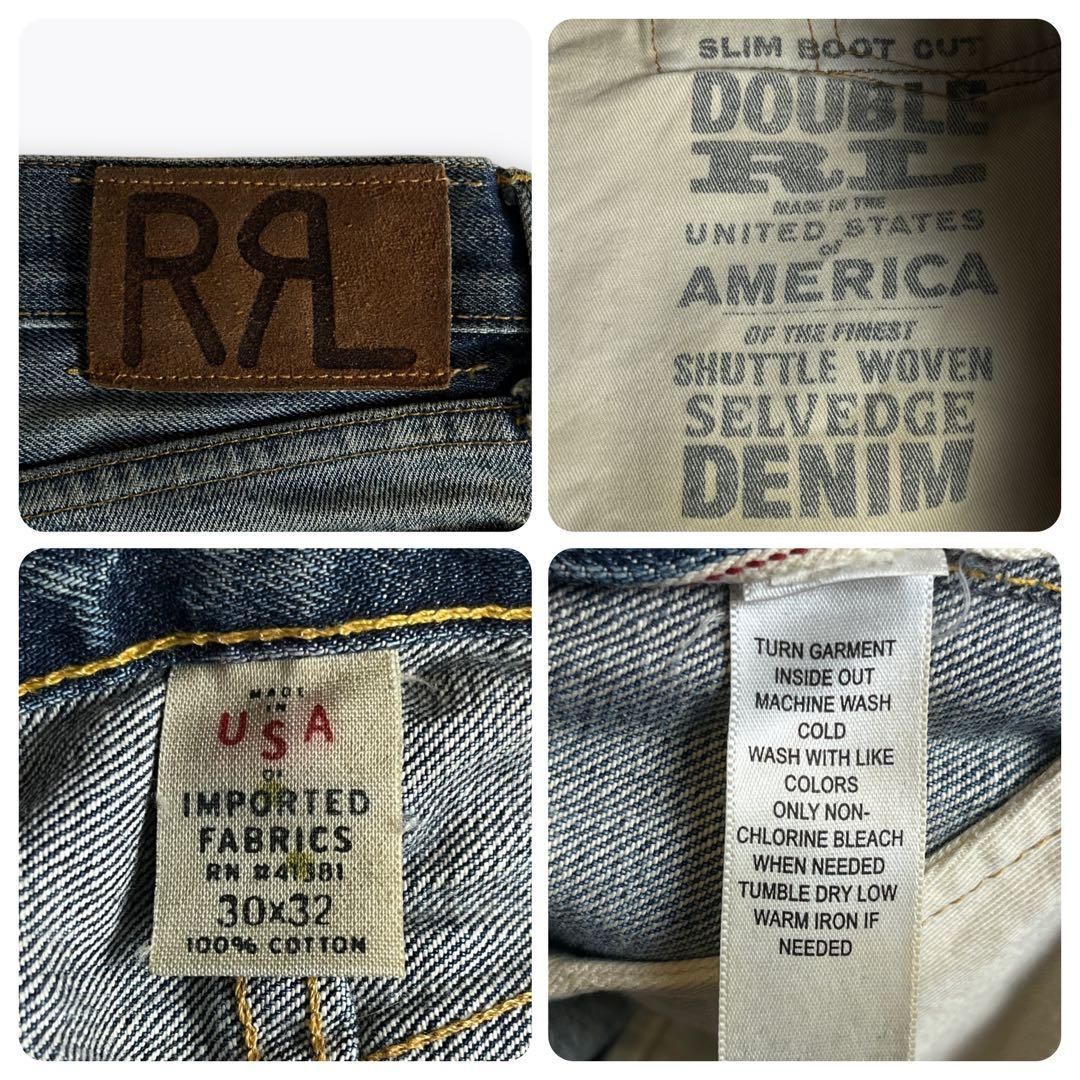 RRL
SLIM BOOT CUT
DOUBLE
RL
MADE IN THE
UNITED STATES
of
AMERICA
OF THE FINEST
SHUTTLE WOVEN
SELVEDGE
DENIM
MADE
IN
USA
OF
IMPORTED
FABRICS
RN #41381
30x32
100% COTTON
TURN GARMENT
INSIDE OUT
MACHINE WASH
COLD
WASH WITH LIKE
COLORS
ONLY NON-
CHLORINE BLEACH
WHEN NEEDED
TUMBLE DRY LOW
WARM IRON IF
NEEDED